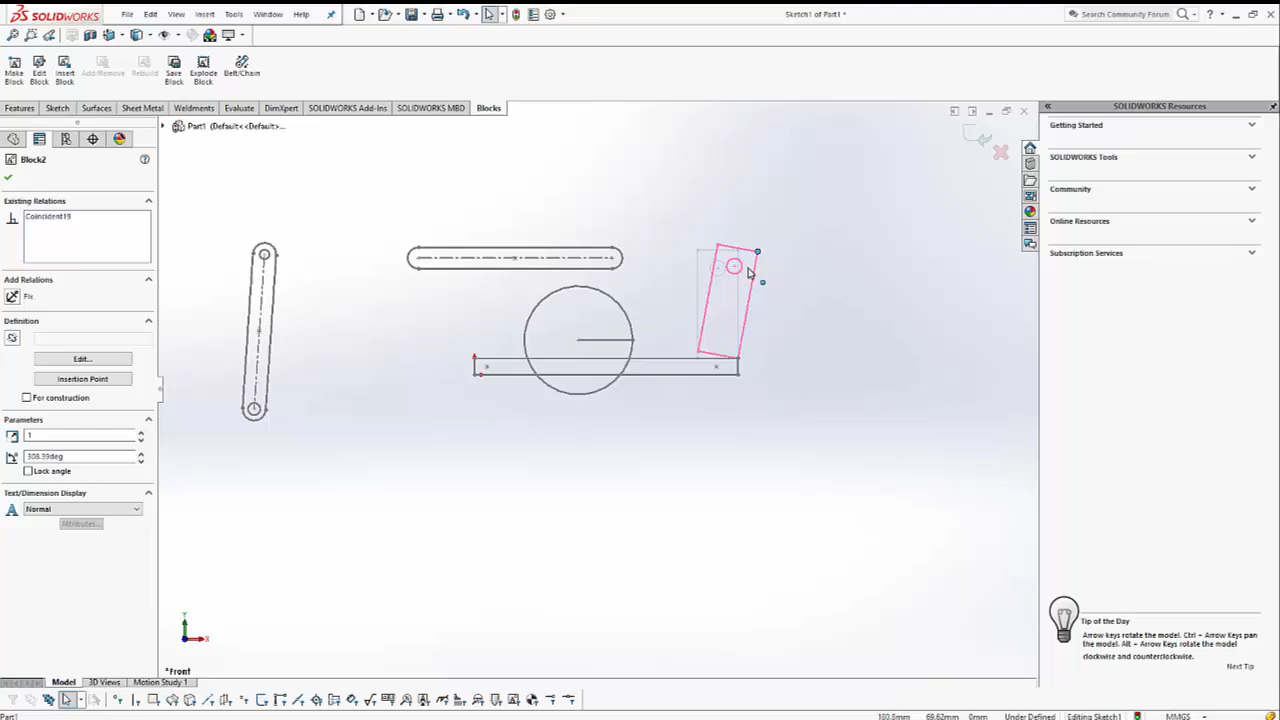 SOLIDWORKS File Edit View Insert Tools Window Help Sketch1 of Part1 * Search Community Forum
Make Block Edit Block Insert Block Add/Remove Rebuild Save Block Explode Block Belt/Chain
Features Sketch Surfaces Sheet Metal Weldments Evaluate DimXpert SOLIDWORKS Add-Ins SOLIDWORKS MBD Blocks
SOLIDWORKS Resources
Getting Started
SOLIDWORKS Tools
Community
Online Resources
Subscription Services
Part1 (Default<<Default>...
Block2
Existing Relations
Coincident19
Add Relations
Fix
Definition
Edit...
Insertion Point
For construction
Parameters
1
308.39deg
Lock angle
Text/Dimension Display
Normal
Attributes...
Y
X
*Front
Tip of the Day
Arrow keys rotate the model. Ctrl + Arrow Keys pan
the model. Alt + Arrow Keys rotate the model
clockwise and counterclockwise.
Next Tip
Model 3D Views Motion Study 1
Part1 180.8mm 69.62mm 0mm Under Defined Editing Sketch1 MMGS